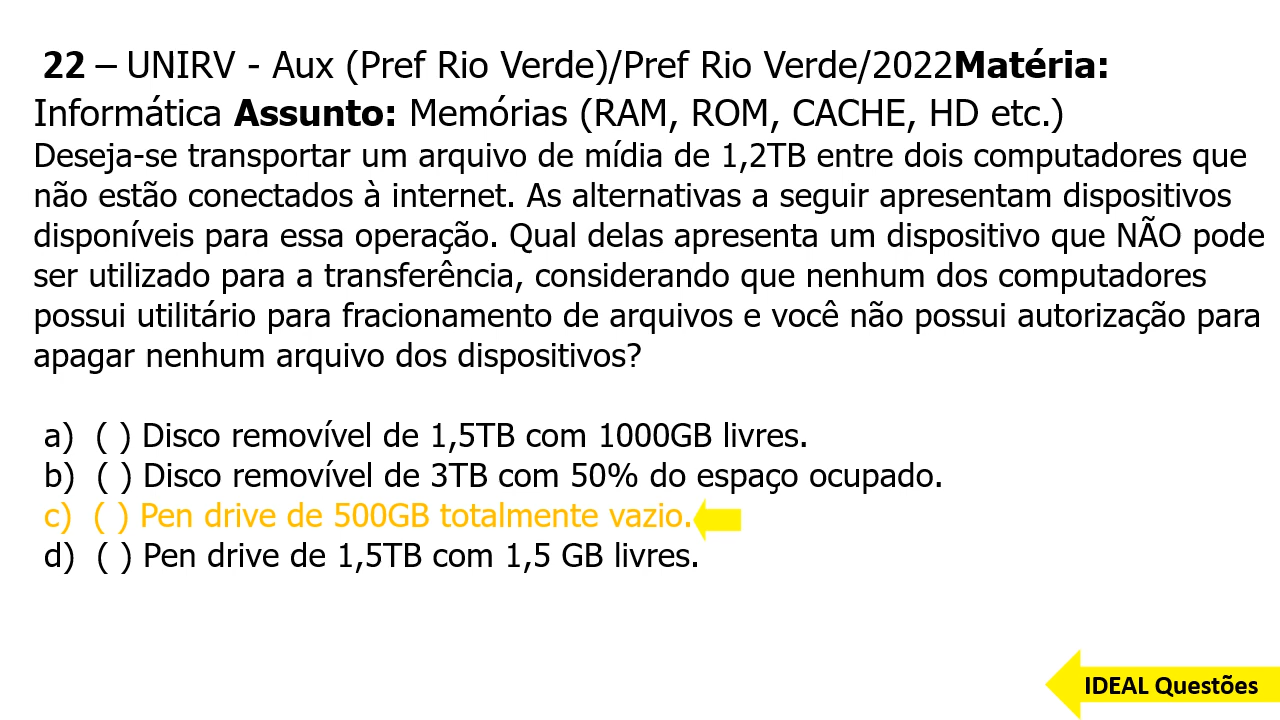 22 – UNIRV - Aux (Pref Rio Verde)/Pref Rio Verde/2022Matéria:
Informática Assunto: Memórias (RAM, ROM, CACHE, HD etc.)
Deseja-se transportar um arquivo de mídia de 1,2TB entre dois computadores que
não estão conectados à internet. As alternativas a seguir apresentam dispositivos
disponíveis para essa operação. Qual delas apresenta um dispositivo que NÃO pode
ser utilizado para a transferência, considerando que nenhum dos computadores
possui utilitário para fracionamento de arquivos e você não possui autorização para
apagar nenhum arquivo dos dispositivos?
a) ( ) Disco removível de 1,5TB com 1000GB livres.
b) ( ) Disco removível de 3TB com 50% do espaço ocupado.
c) ( ) Pen drive de 500GB totalmente vazio.
d) ( ) Pen drive de 1,5TB com 1,5 GB livres.
IDEAL Questões